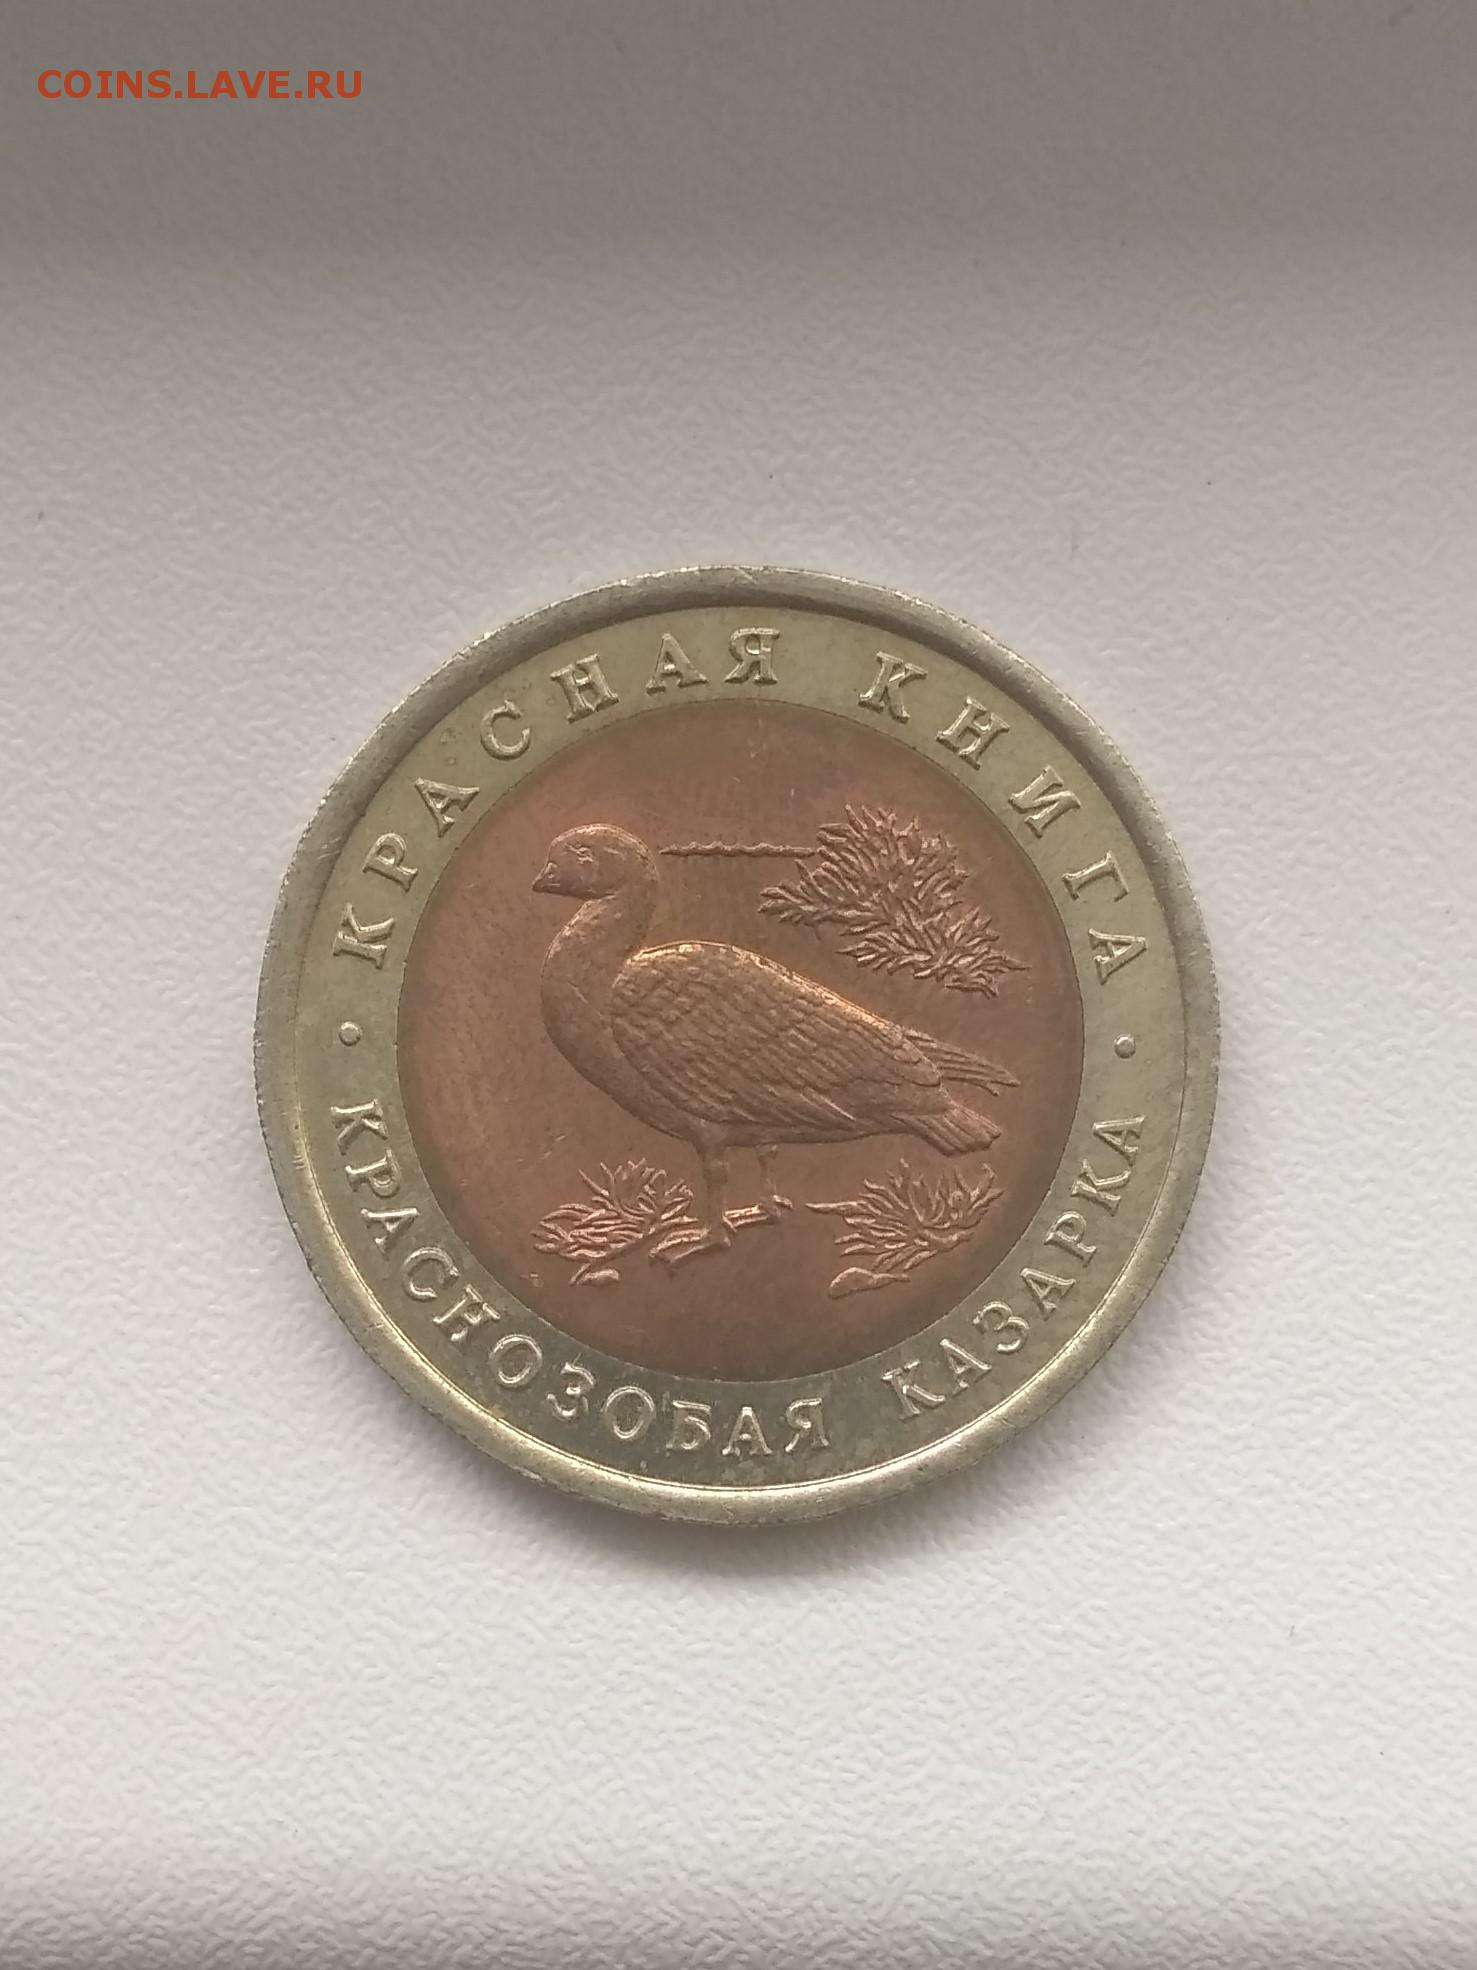 COINS.LAVE.RU
КРАСНАЯ КНИГА
· КРАСНОЗОБАЯ КАЗАРКА ·